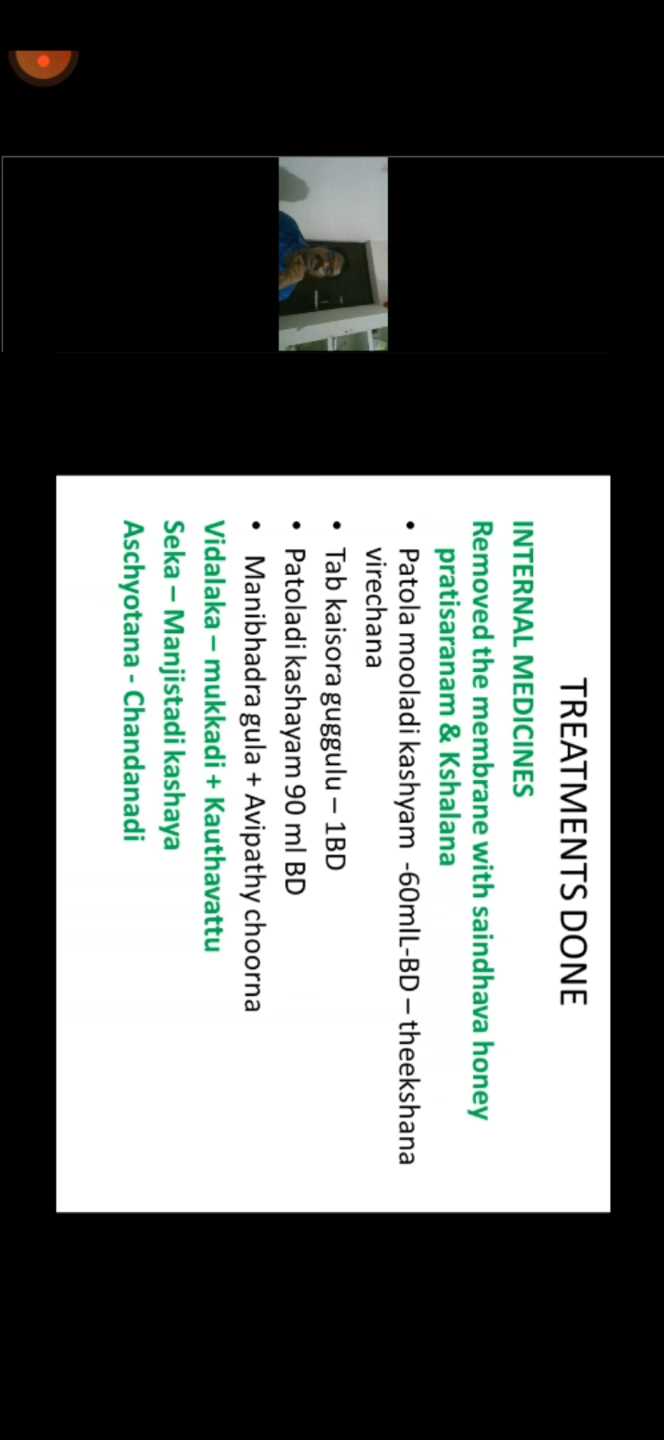 TREATMENTS DONE
INTERNAL MEDICINES
Removed the membrane with saindhava honey
pratisaranam & Kshalana
• Patola mooladi kashyam -60mlL-BD – theekshana
virechana
• Tab kaisora guggulu – 1BD
• Patoladi kashayam 90 ml BD
• Manibhadra gula + Avipathy choorna
Vidalaka – mukkadi + Kauthavattu
Seka – Manjistadi kashaya
Aschyotana - Chandanadi